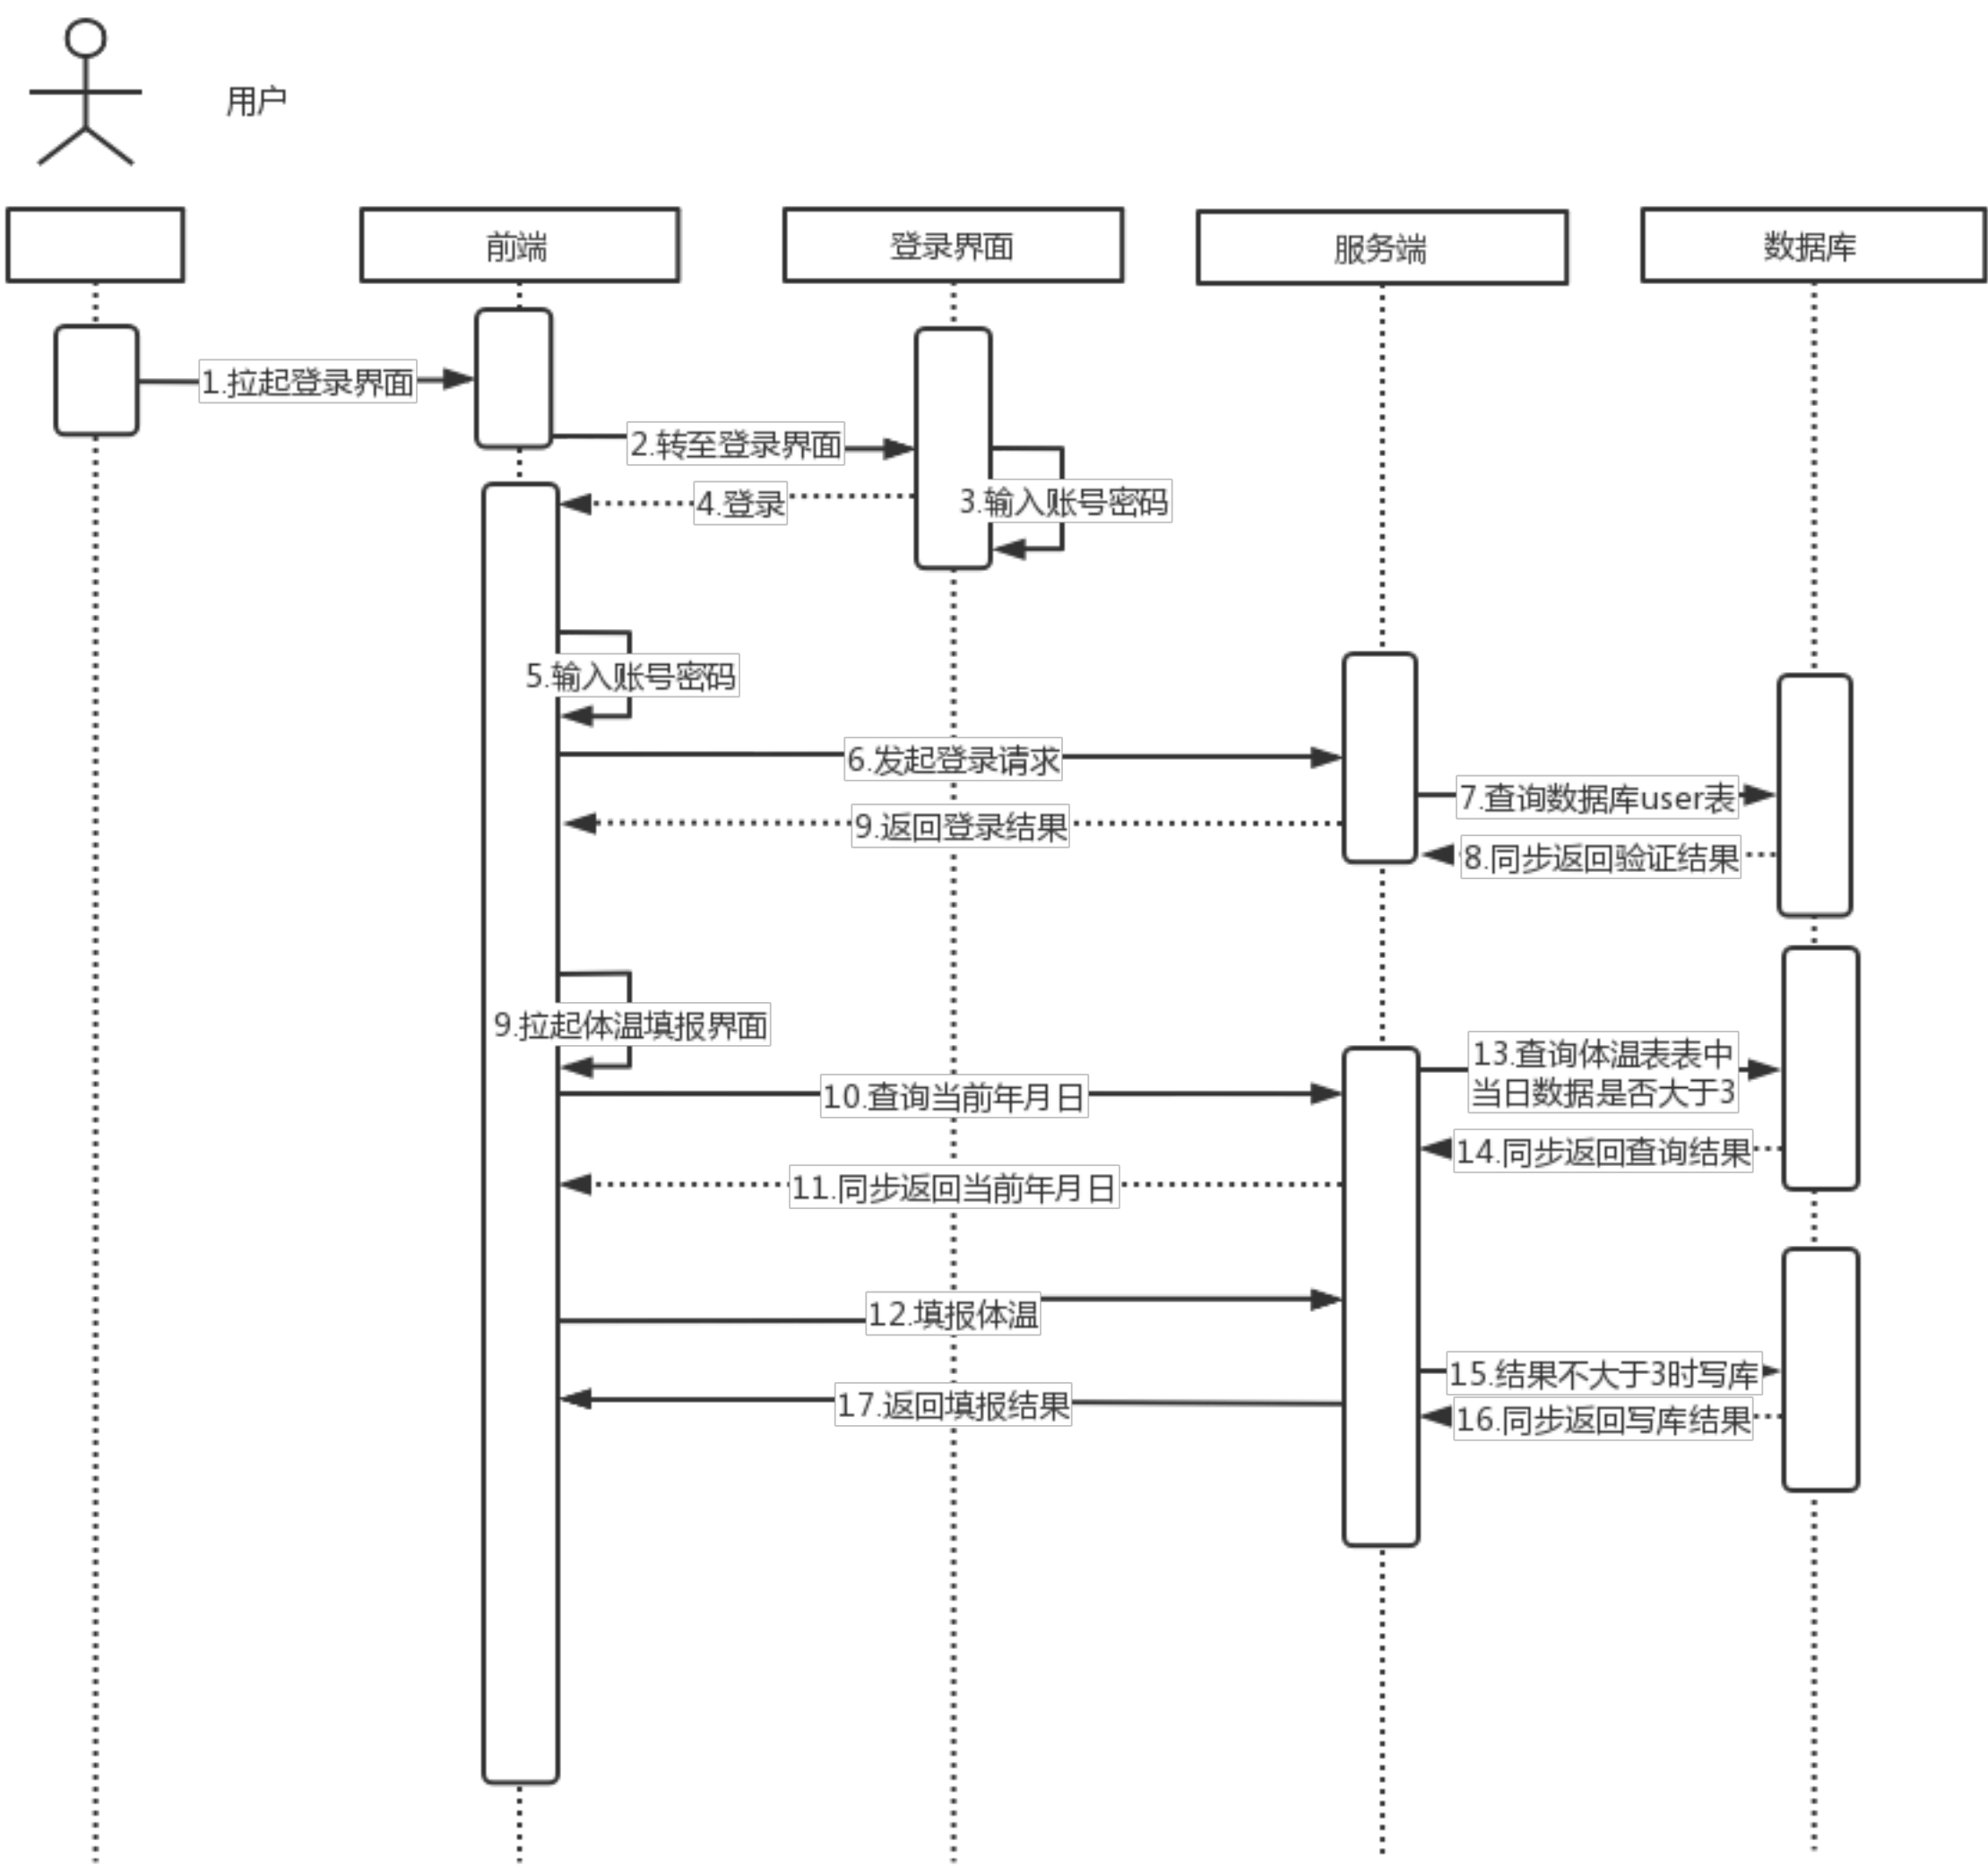 用户
前端
登录界面
服务端
数据库
1.拉起登录界面
2.转至登录界面
3.输入账号密码
4.登录
5.输入账号密码
6.发起登录请求
7.查询数据库user表
9.返回登录结果
8.同步返回验证结果
9.拉起体温填报界面
13.查询体温表表中
当日数据是否大于3
10.查询当前年月日
14.同步返回查询结果
11.同步返回当前年月日
12.填报体温
15.结果不大于3时写库
17.返回填报结果
16.同步返回写库结果